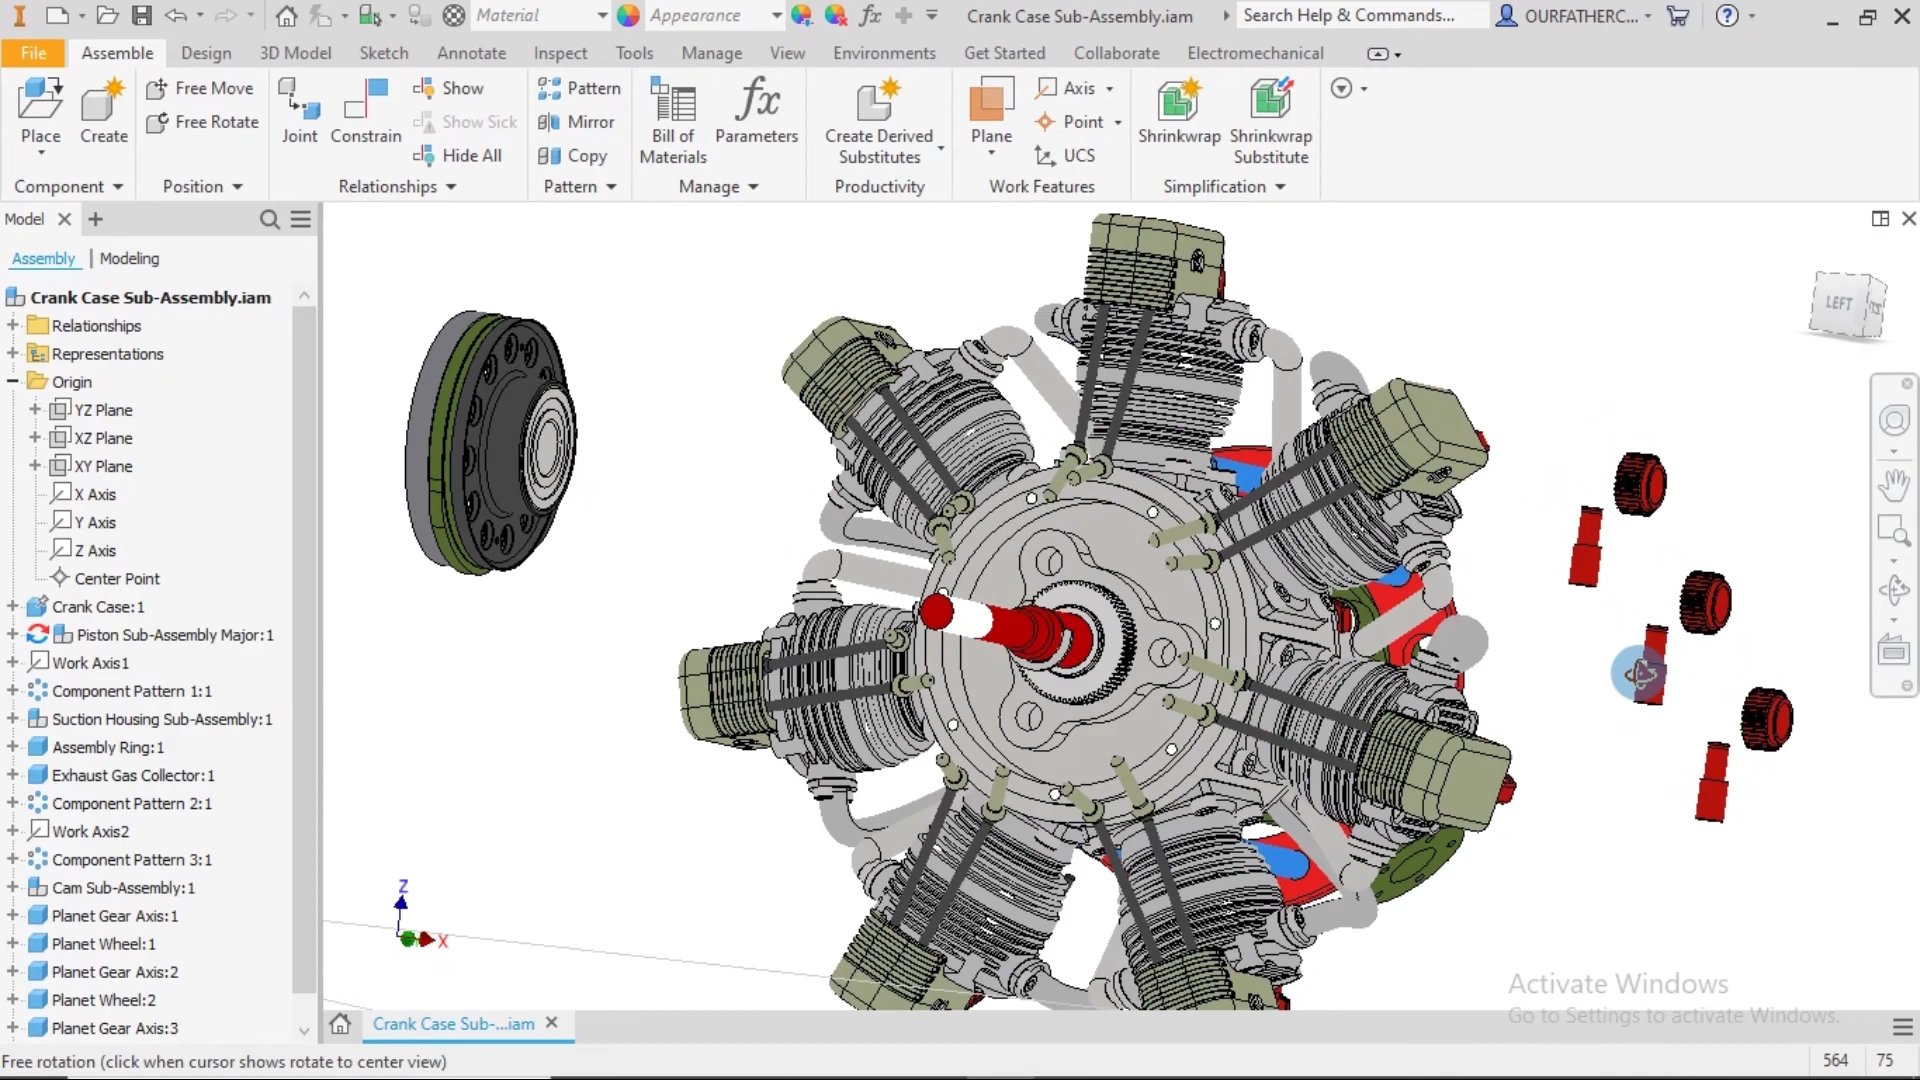 Material
Appearance
fx
Crank Case Sub-Assembly.iam
Search Help & Commands...
OURFATHERC...
File
Assemble
Design
3D Model
Sketch
Annotate
Inspect
Tools
Manage
View
Environments
Get Started
Collaborate
Electromechanical
Place
Create
Free Move
Free Rotate
Joint
Constrain
Show
Show Sick
Hide All
Pattern
Mirror
Copy
Bill of
Materials
fx
Parameters
Create Derived
Substitutes
Plane
Axis
Point
UCS
Shrinkwrap
Shrinkwrap
Substitute
Component
Position
Relationships
Pattern
Manage
Productivity
Work Features
Simplification
Model
Assembly | Modeling
Crank Case Sub-Assembly.iam
Relationships
Representations
Origin
YZ Plane
XZ Plane
XY Plane
X Axis
Y Axis
Z Axis
Center Point
Crank Case:1
Piston Sub-Assembly Major:1
Work Axis1
Component Pattern 1:1
Suction Housing Sub-Assembly:1
Assembly Ring:1
Exhaust Gas Collector:1
Component Pattern 2:1
Work Axis2
Component Pattern 3:1
Cam Sub-Assembly:1
Planet Gear Axis:1
Planet Wheel:1
Planet Gear Axis:2
Planet Wheel:2
Planet Gear Axis:3
LEFT
Z
X
Activate Windows
Go to Settings to activate Windows.
Crank Case Sub-...iam
Free rotation (click when cursor shows rotate to center view)
564
75